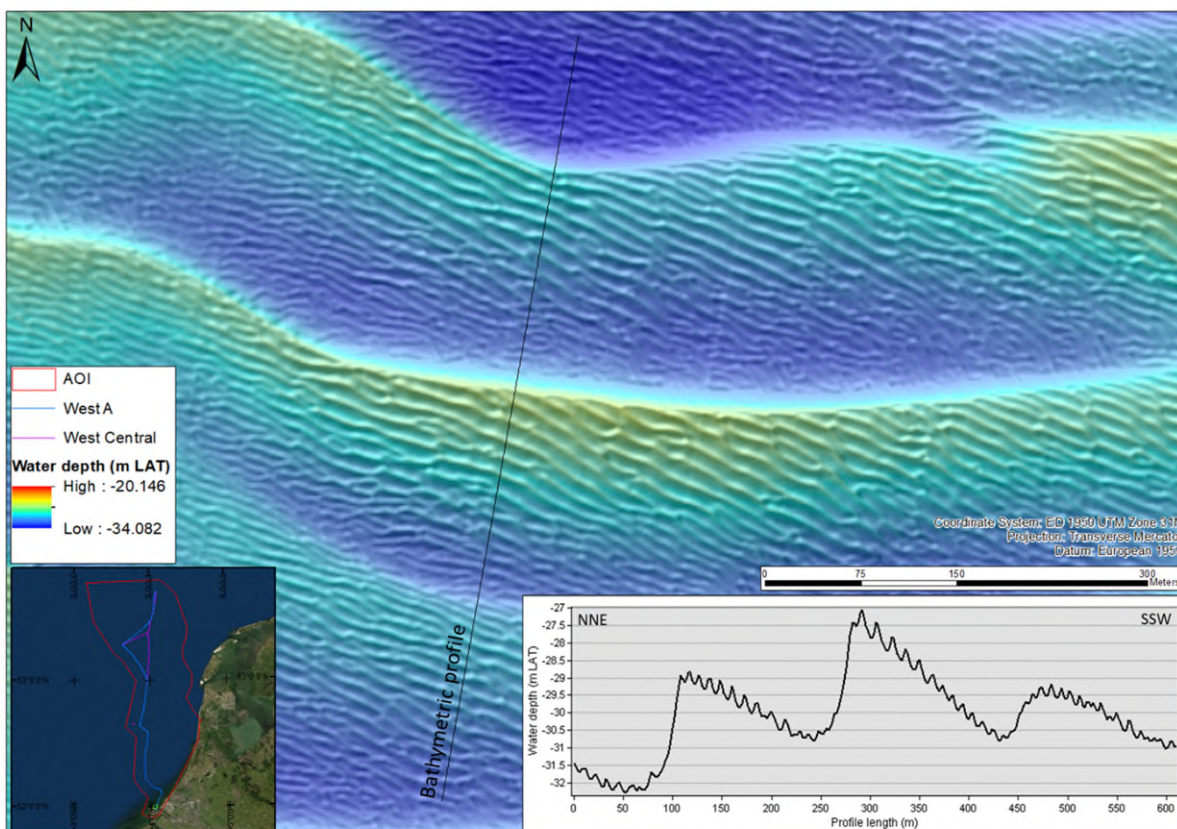 N
AOI
West A
West Central
Water depth (m LAT)
High : -20.146
Low : -34.082
Coordinate System: ED 1950 UTM Zone 31
Projection: Transverse Mercato
Datum: European 195
0 75 150 300
Meters
Bathymetric profile
NNE SSW
Water depth (m LAT)
-27
-27.5
-28
-28.5
-29
-29.5
-30
-30.5
-31
-31.5
-32
0 50 100 150 200 250 300 350 400 450 500 550 600
Profile length (m)